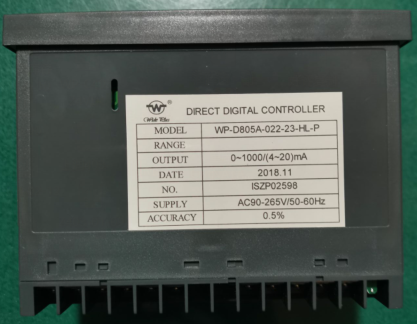 W®
DIRECT DIGITAL CONTROLLER
MODEL WP-D805A-022-23-HL-P
RANGE
OUTPUT 0~1000/(4~20)mA
DATE 2018.11
NO. ISZP02598
SUPPLY AC90-265V/50-60Hz
ACCURACY 0.5%